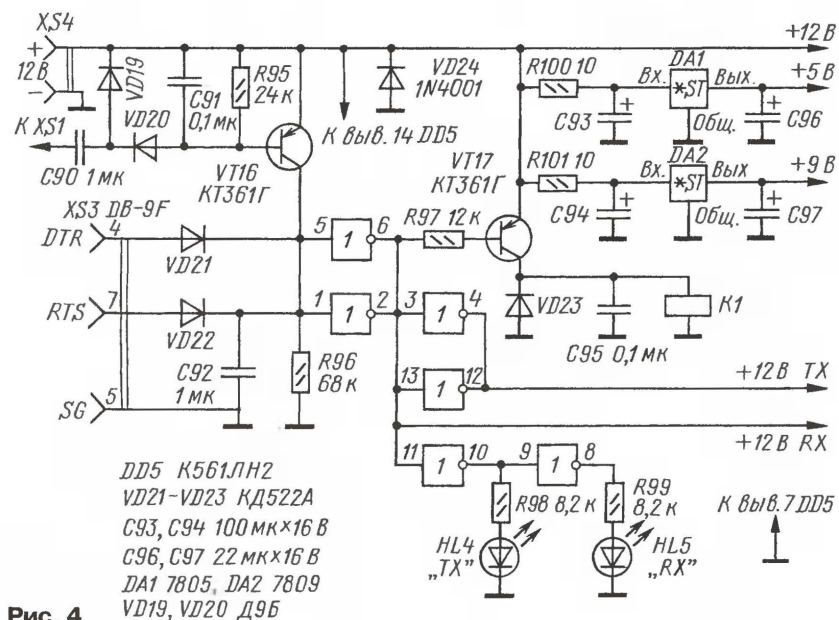 XS4
+
12 В
−
VD19
C91
0,1 мк
R95
24 к
VD24
1N4001
К выв. 14 DD5
К XS1
VD20
C90 1 мк
VT16
КТ361Г
R100 10
DA1
Вх.
*ST
Вых.
Общ.
C93
+
C96
+
+12 В
+5 В
VT17
КТ361Г
R101 10
DA2
Вх.
*ST
Вых
Общ.
C94
+
C97
+
+9 В
XS3 DB-9F
DTR
4
VD21
5
1
6
R97 12 к
RTS
7
VD22
1
1
2
3
1
4
VD23
C95 0,1 мк
K1
C92
1 мк
R96
68 к
SG
5
13
1
12
+12 В TX
+12 В RX
11
1
10
9
1
8
R98 8,2 к
R99
8,2 к
HL4
„TX”
HL5
„RX”
К выв. 7 DD5
DD5 К561ЛН2
VD21-VD23 КД522А
C93, C94 100 мк×16 В
C96, C97 22 мк×16 В
DA1 7805, DA2 7809
VD19, VD20 Д9Б
Рис. 4